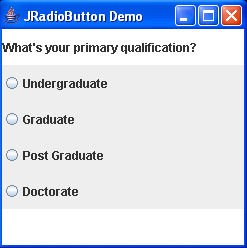 JRadioButton Demo
What's your primary qualification?
Undergraduate
Graduate
Post Graduate
Doctorate